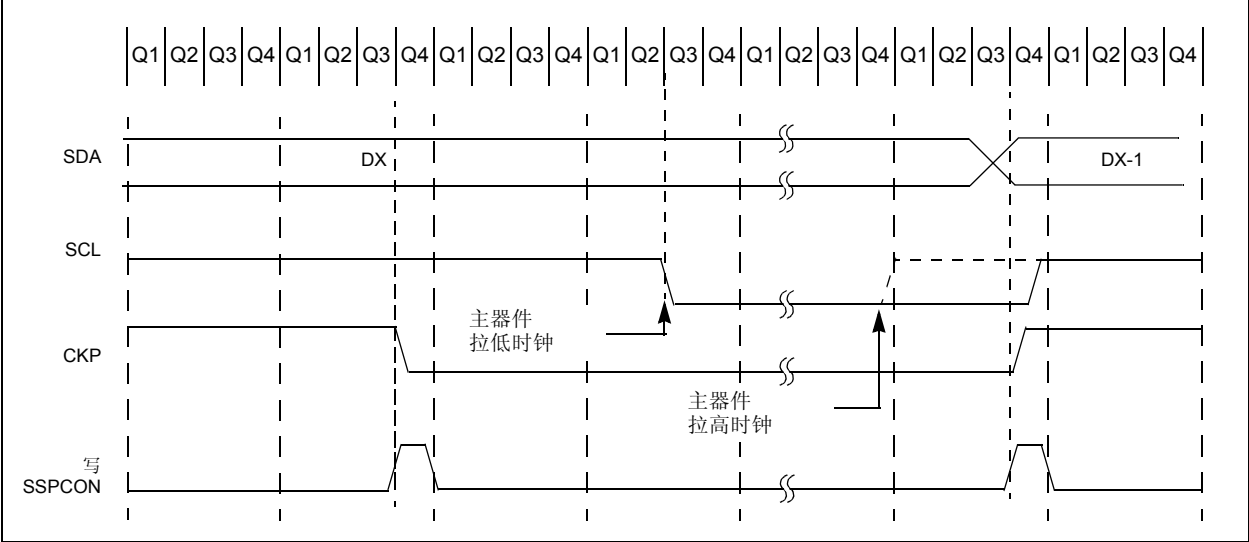 Q1 Q2 Q3 Q4 Q1 Q2 Q3 Q4 Q1 Q2 Q3 Q4 Q1 Q2 Q3 Q4 Q1 Q2 Q3 Q4 Q1 Q2 Q3 Q4 Q1 Q2 Q3 Q4
SDA DX DX-1
SCL
主器件
拉低时钟
CKP
主器件
拉高时钟
写
SSPCON